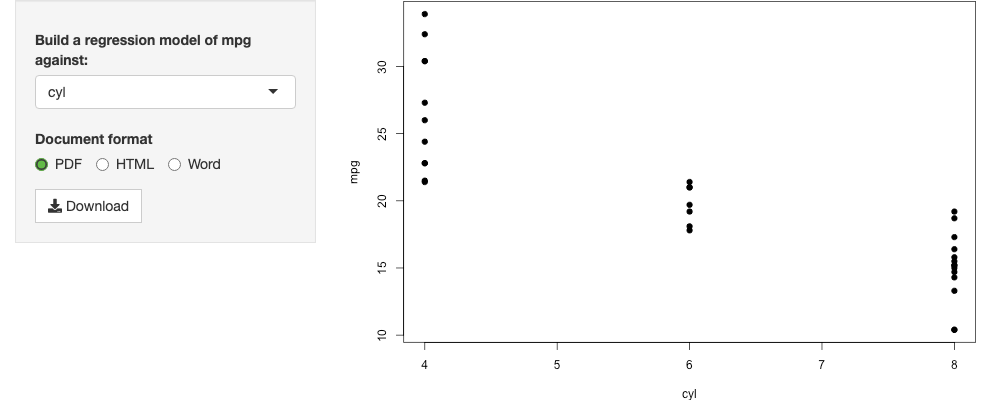 Build a regression model of mpg
against:
cyl
Document format
PDF HTML Word
Download
mpg
30
25
20
15
10
4 5 6 7 8
cyl